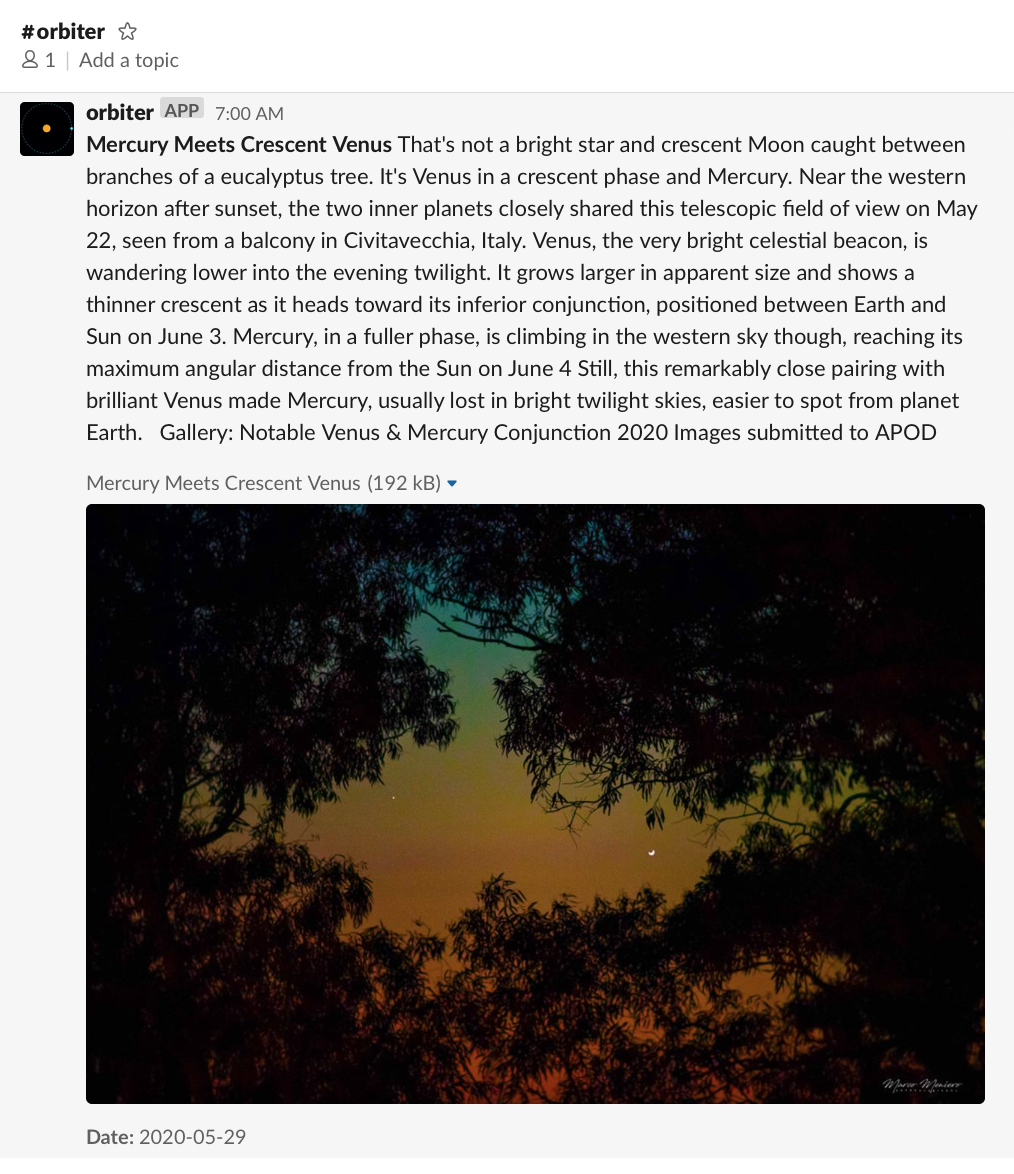 #orbiter
1 | Add a topic
orbiter APP 7:00 AM
Mercury Meets Crescent Venus That's not a bright star and crescent Moon caught between
branches of a eucalyptus tree. It's Venus in a crescent phase and Mercury. Near the western
horizon after sunset, the two inner planets closely shared this telescopic field of view on May
22, seen from a balcony in Civitavecchia, Italy. Venus, the very bright celestial beacon, is
wandering lower into the evening twilight. It grows larger in apparent size and shows a
thinner crescent as it heads toward its inferior conjunction, positioned between Earth and
Sun on June 3. Mercury, in a fuller phase, is climbing in the western sky though, reaching its
maximum angular distance from the Sun on June 4 Still, this remarkably close pairing with
brilliant Venus made Mercury, usually lost in bright twilight skies, easier to spot from planet
Earth.   Gallery: Notable Venus & Mercury Conjunction 2020 Images submitted to APOD
Mercury Meets Crescent Venus (192 kB)
Marco Meniero
Date: 2020-05-29